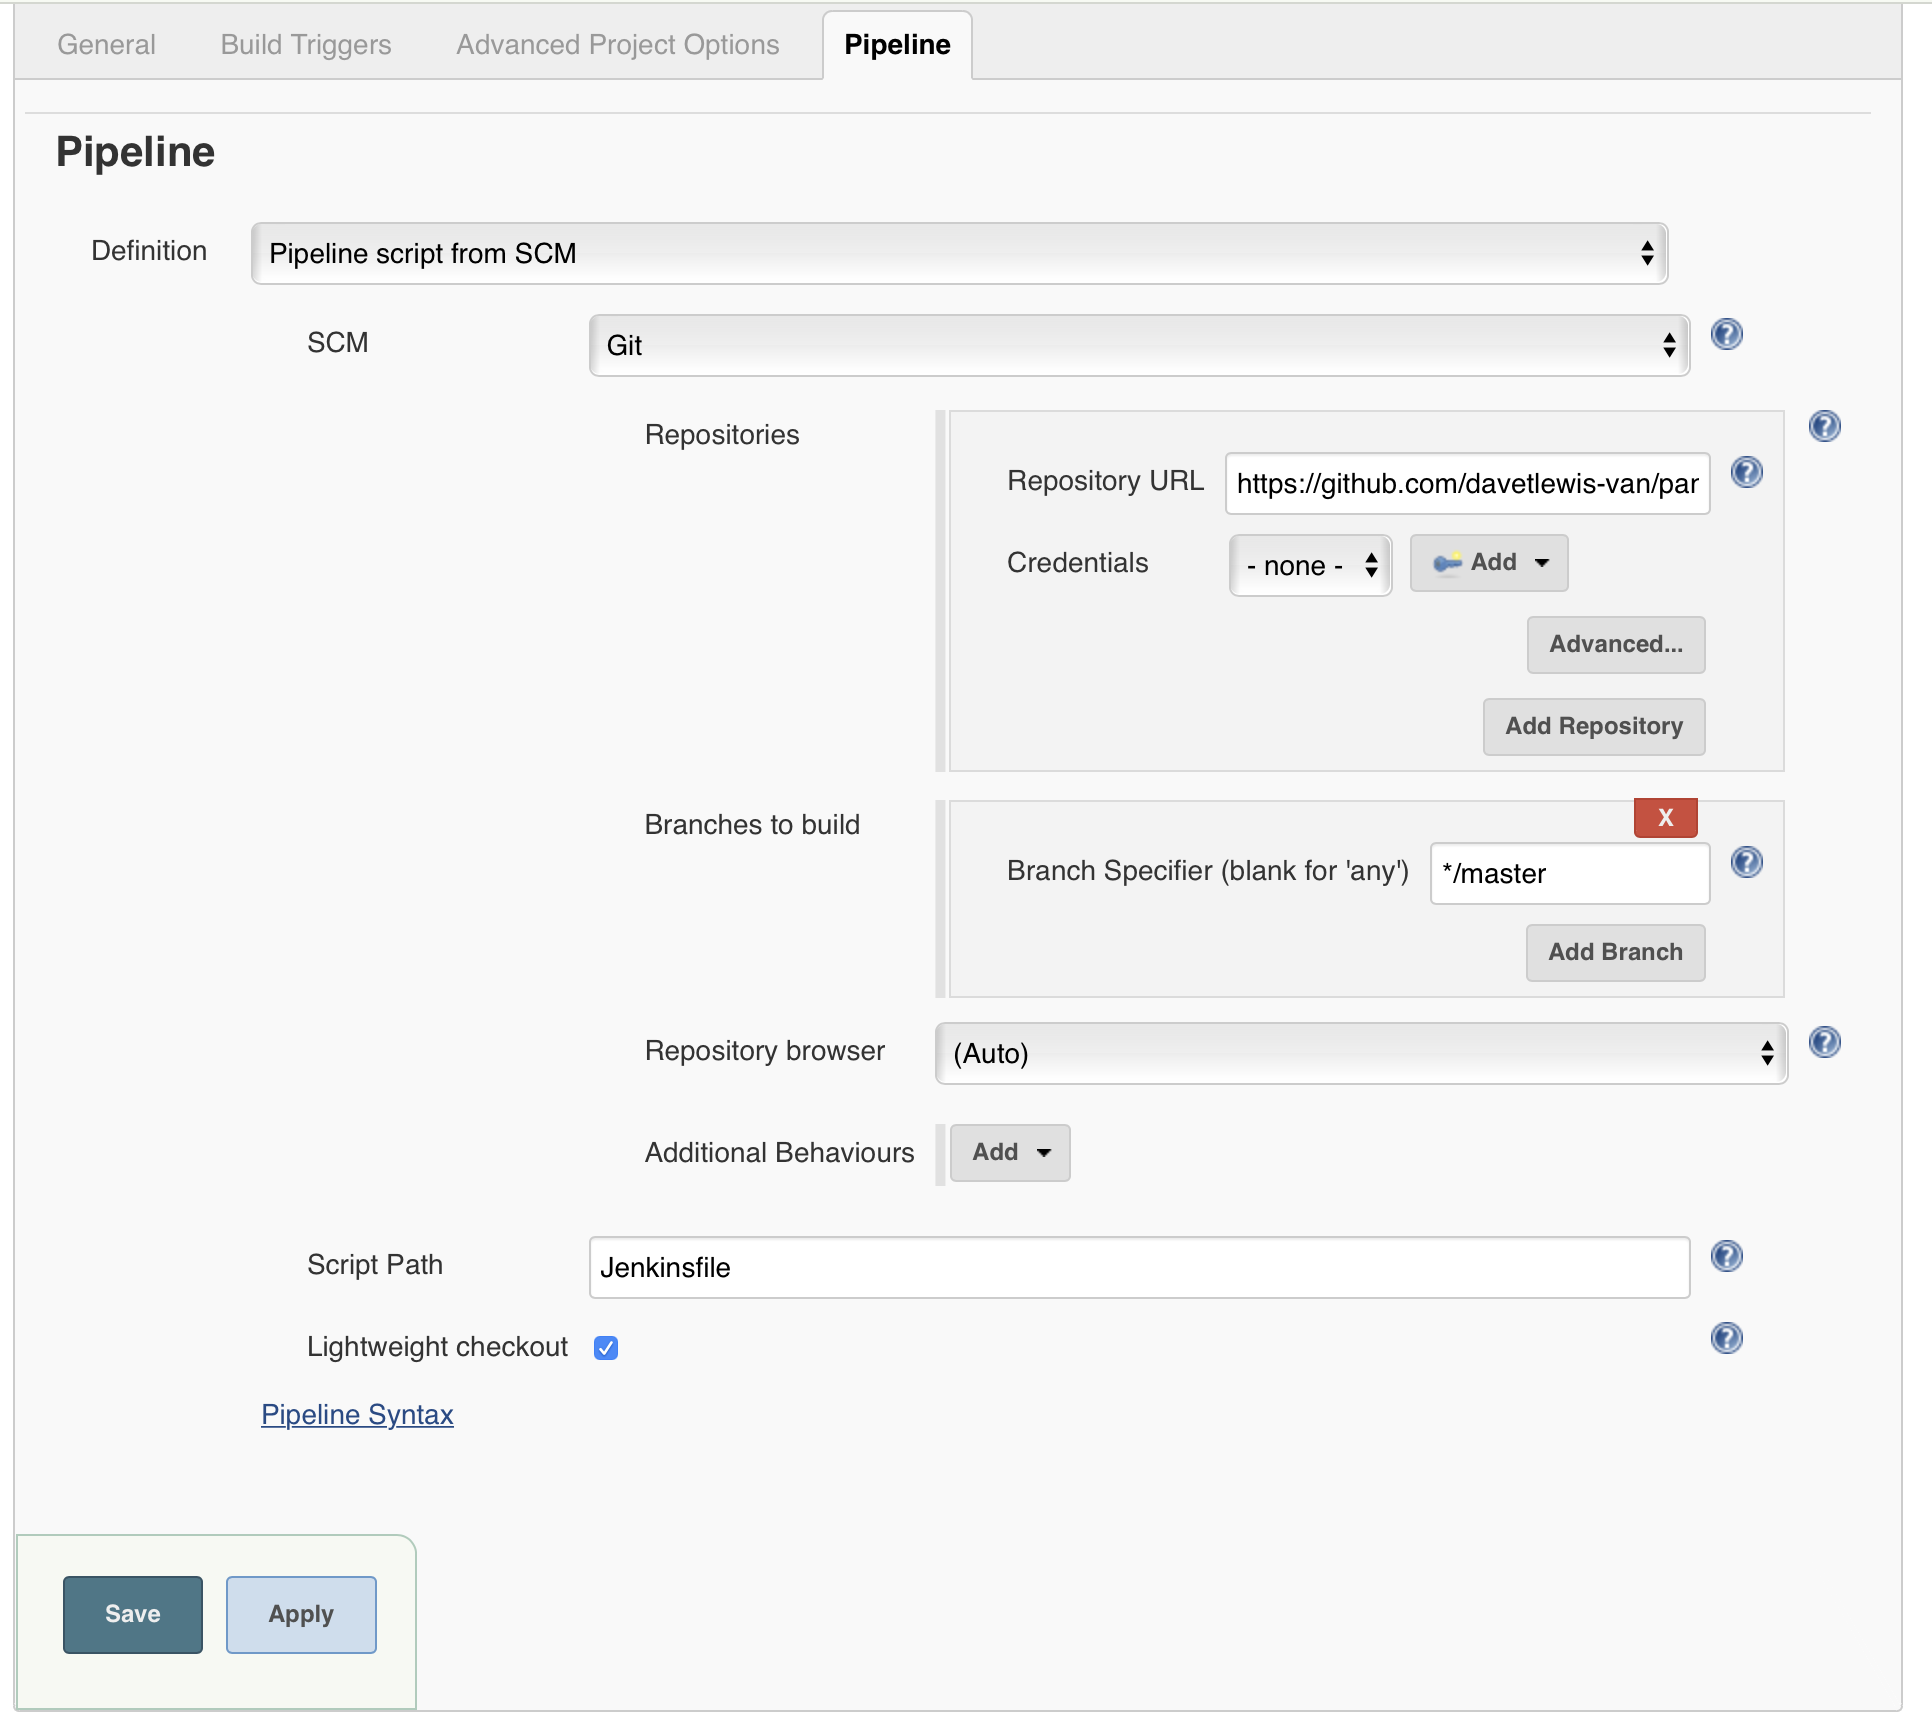 General Build Triggers Advanced Project Options Pipeline
Pipeline
Definition Pipeline script from SCM
SCM Git
Repositories
Repository URL https://github.com/davetlewis-van/par
Credentials - none - Add
Advanced...
Add Repository
Branches to build
X
Branch Specifier (blank for 'any') */master
Add Branch
Repository browser (Auto)
Additional Behaviours Add
Script Path Jenkinsfile
Lightweight checkout
Pipeline Syntax
Save Apply